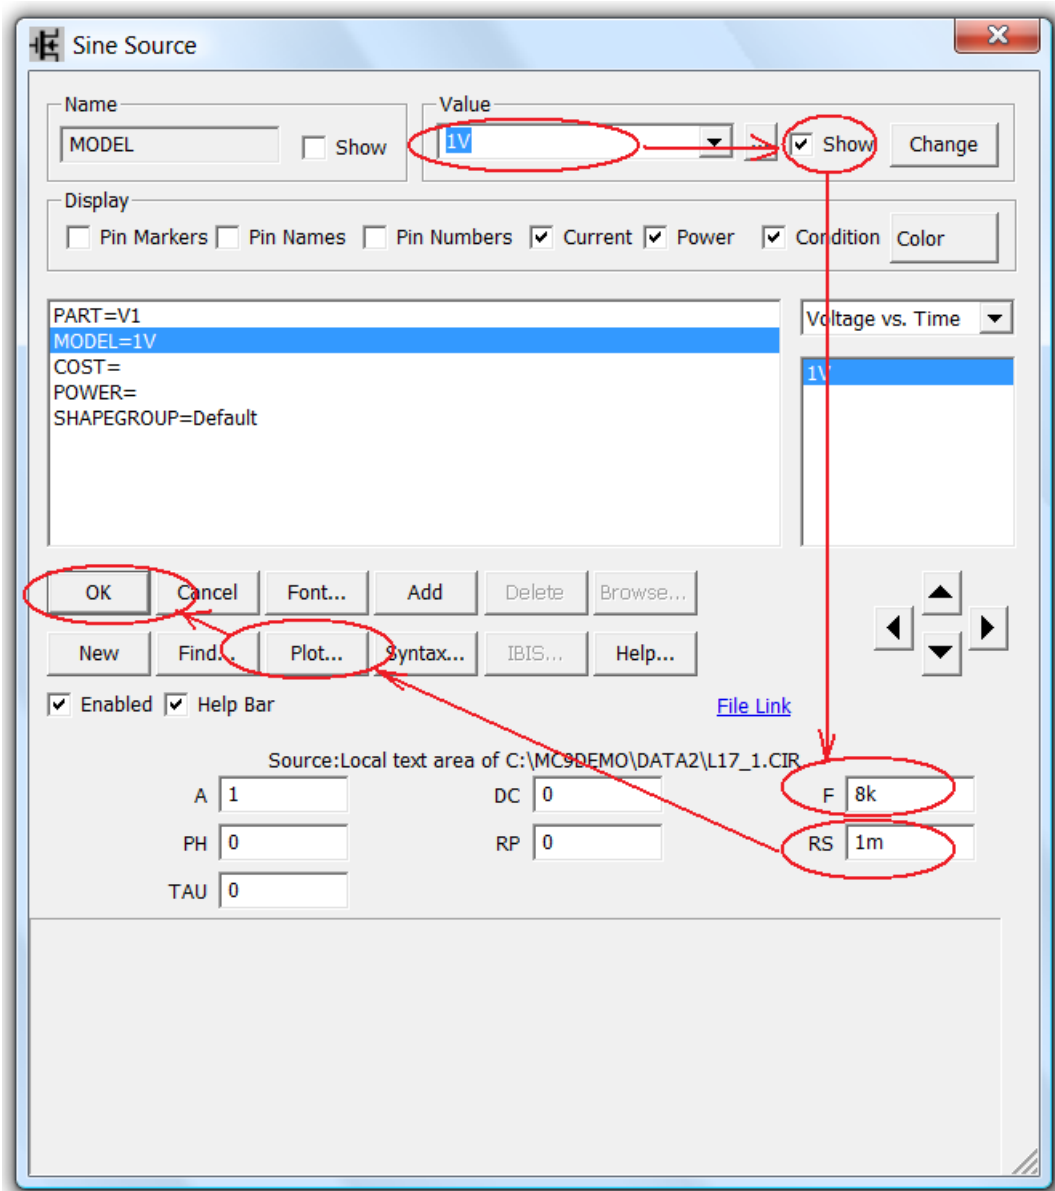 Sine Source
Name
Value
MODEL
Show
1V
...
Show
Change
Display
Pin Markers
Pin Names
Pin Numbers
Current
Power
Condition
Color
PART=V1
MODEL=1V
COST=
POWER=
SHAPEGROUP=Default
Voltage vs. Time
1V
OK
Cancel
Font...
Add
Delete
Browse...
New
Find...
Plot...
Syntax...
IBIS...
Help...
Enabled
Help Bar
File Link
Source:Local text area of C:\MC9DEMO\DATA2\L17_1.CIR
A 1
DC 0
F 8k
PH 0
RP 0
RS 1m
TAU 0